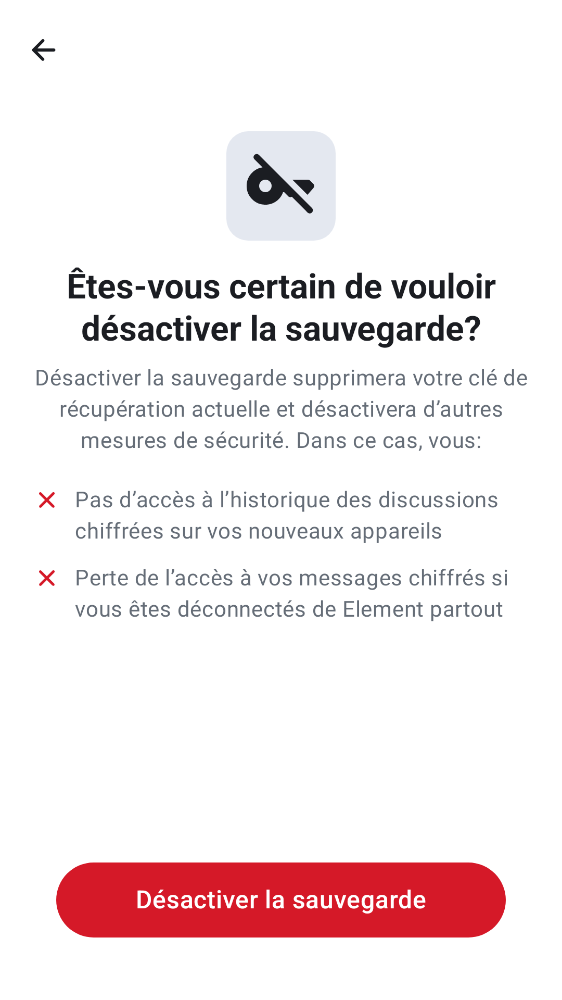 Êtes-vous certain de vouloir
désactiver la sauvegarde?
Désactiver la sauvegarde supprimera votre clé de
récupération actuelle et désactivera d’autres
mesures de sécurité. Dans ce cas, vous:
Pas d’accès à l’historique des discussions
chiffrées sur vos nouveaux appareils
Perte de l’accès à vos messages chiffrés si
vous êtes déconnectés de Element partout
Désactiver la sauvegarde